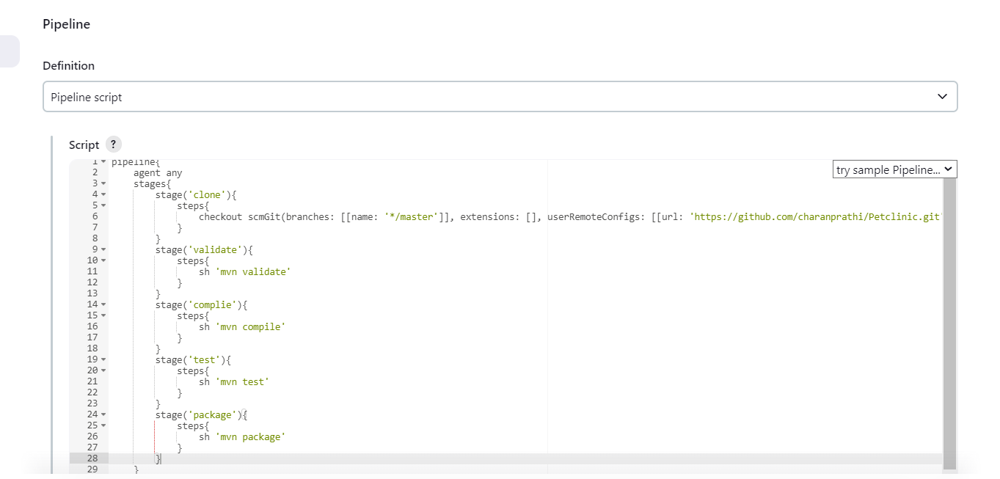 Pipeline
Definition
Pipeline script
Script ?
try sample Pipeline...
1 pipeline{
2     agent any
3     stages{
4         stage('clone'){
5             steps{
6                 checkout scmGit(branches: [[name: '*/master']], extensions: [], userRemoteConfigs: [[url: 'https://github.com/charanprathi/Petclinic.git'
7             }
8         }
9         stage('validate'){
10             steps{
11                 sh 'mvn validate'
12             }
13         }
14         stage('complie'){
15             steps{
16                 sh 'mvn compile'
17             }
18         }
19         stage('test'){
20             steps{
21                 sh 'mvn test'
22             }
23         }
24         stage('package'){
25             steps{
26                 sh 'mvn package'
27             }
28         }
29     }